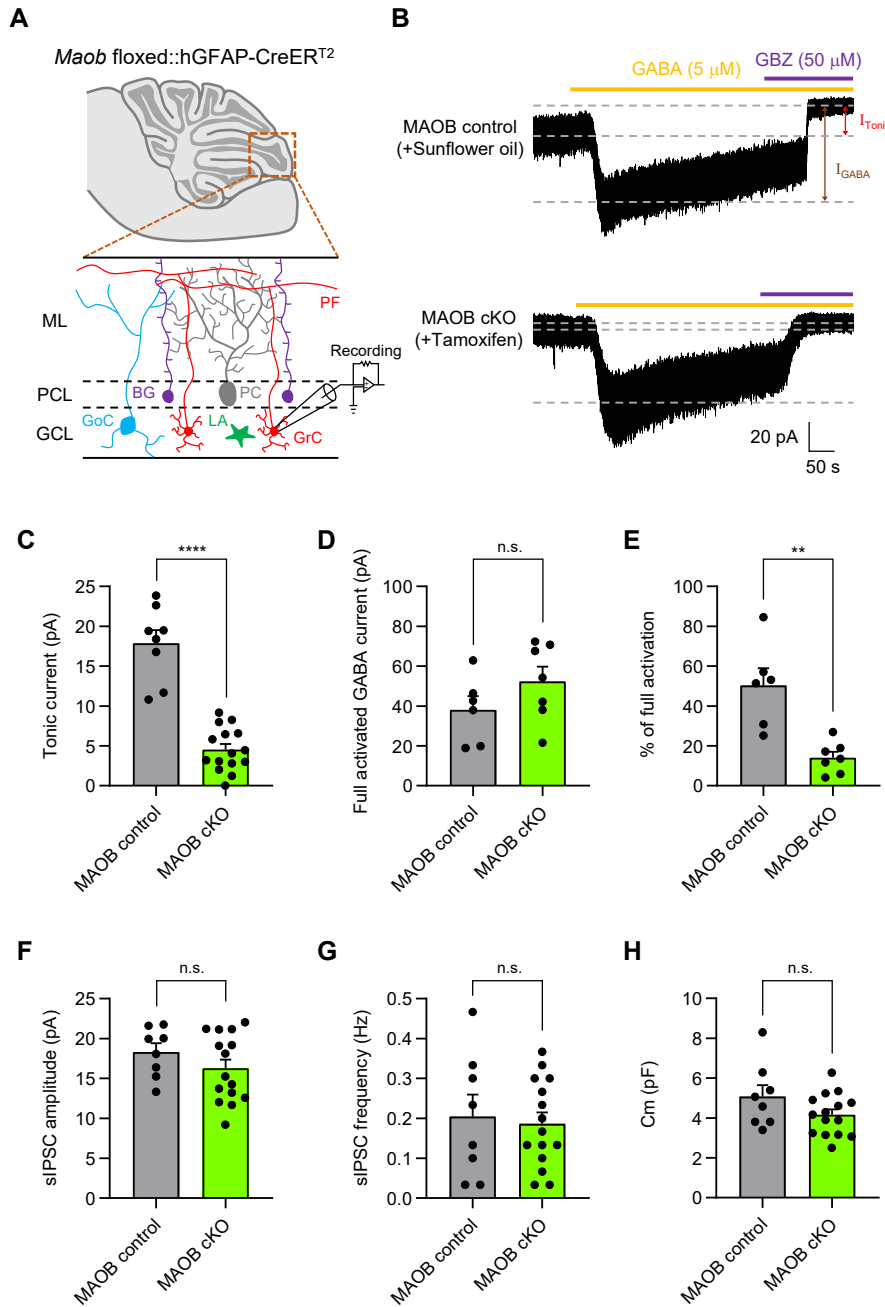 A
Maob floxed::hGFAP-CreERT2
ML
PCL
GCL
PF
BG
PC
GoC
LA
GrC
Recording
B
GABA (5 μM)
GBZ (50 μM)
MAOB control
(+Sunflower oil)
IToni
IGABA
MAOB cKO
(+Tamoxifen)
20 pA
50 s
C
****
Tonic current (pA)
25
20
15
10
5
0
MAOB control
MAOB cKO
D
n.s.
Full activated GABA current (pA)
100
80
60
40
20
0
MAOB control
MAOB cKO
E
**
% of full activation
100
80
60
40
20
0
MAOB control
MAOB cKO
F
n.s.
sIPSC amplitude (pA)
25
20
15
10
5
0
MAOB control
MAOB cKO
G
n.s.
sIPSC frequency (Hz)
0.5
0.4
0.3
0.2
0.1
0.0
MAOB control
MAOB cKO
H
n.s.
Cm (pF)
10
8
6
4
2
0
MAOB control
MAOB cKO